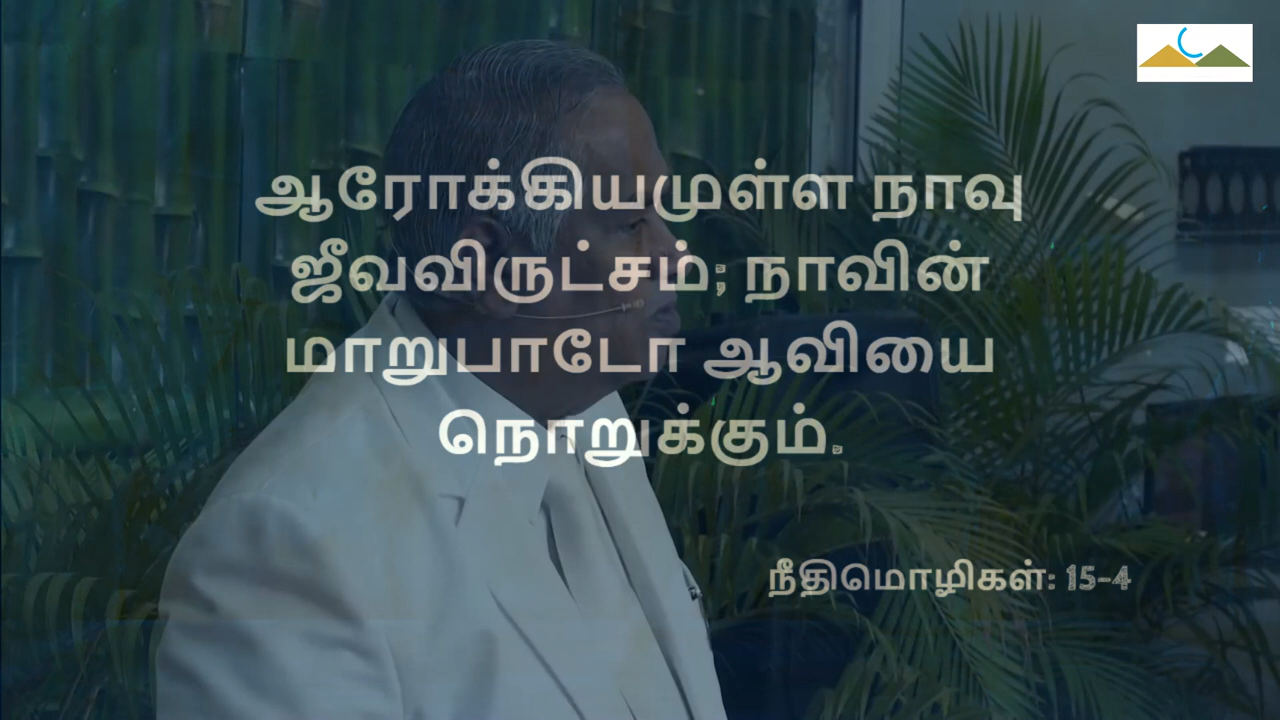 ஆரோக்கியமுள்ள நாவு
ஜீவவிருட்சம்; நாவின்
மாறுபாடோ ஆவியை
நொறுக்கும்.
நீதிமொழிகள்: 15-4